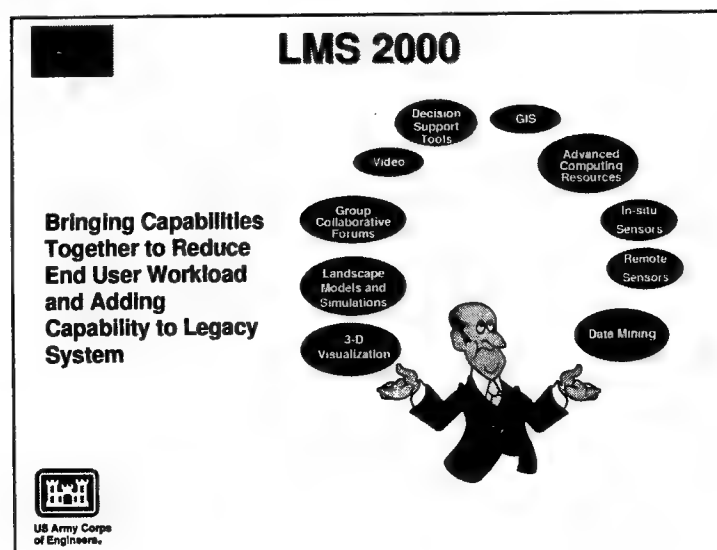 LMS 2000
Bringing Capabilities
Together to Reduce
End User Workload
and Adding
Capability to Legacy
System
Decision
Support
Tools
GIS
Video
Advanced
Computing
Resources
Group
Collaborative
Forums
In-situ
Sensors
Landscape
Models and
Simulations
Remote
Sensors
3-D
Visualization
Data Mining
US Army Corps
of Engineers®